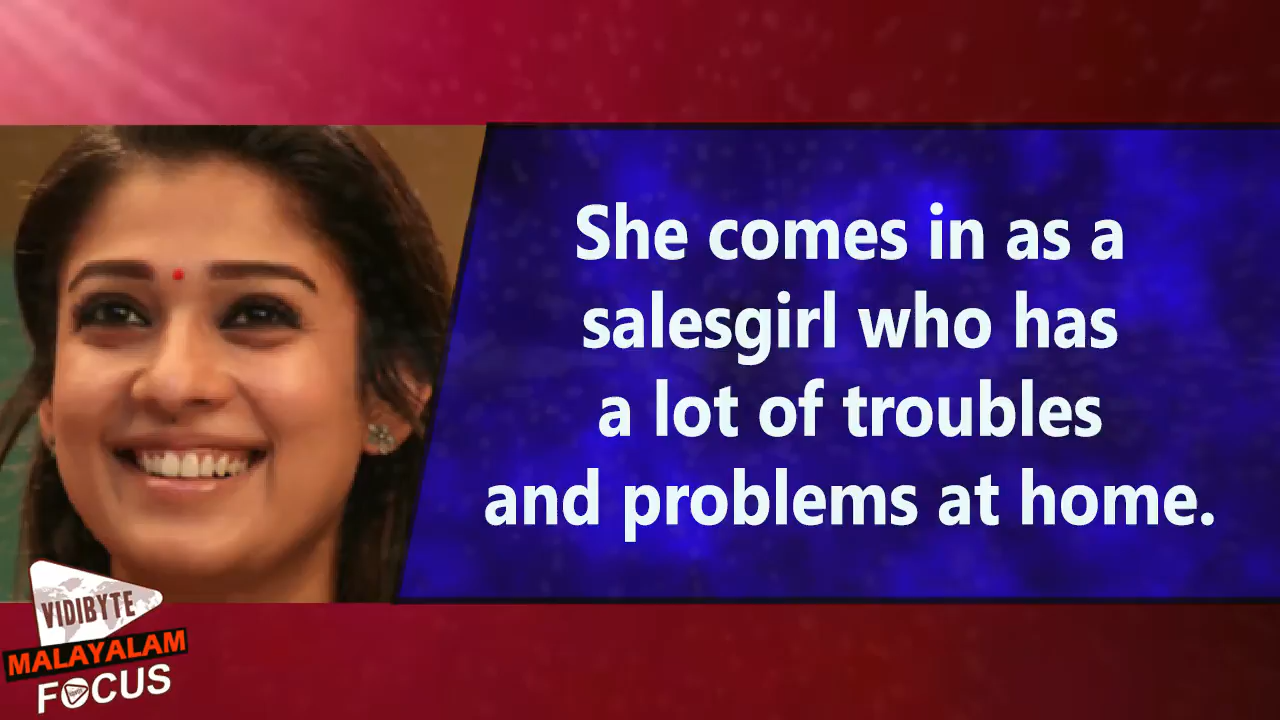 She comes in as a
salesgirl who has
a lot of troubles
and problems at home.
VIDIBYTE
MALAYALAM
FOCUS